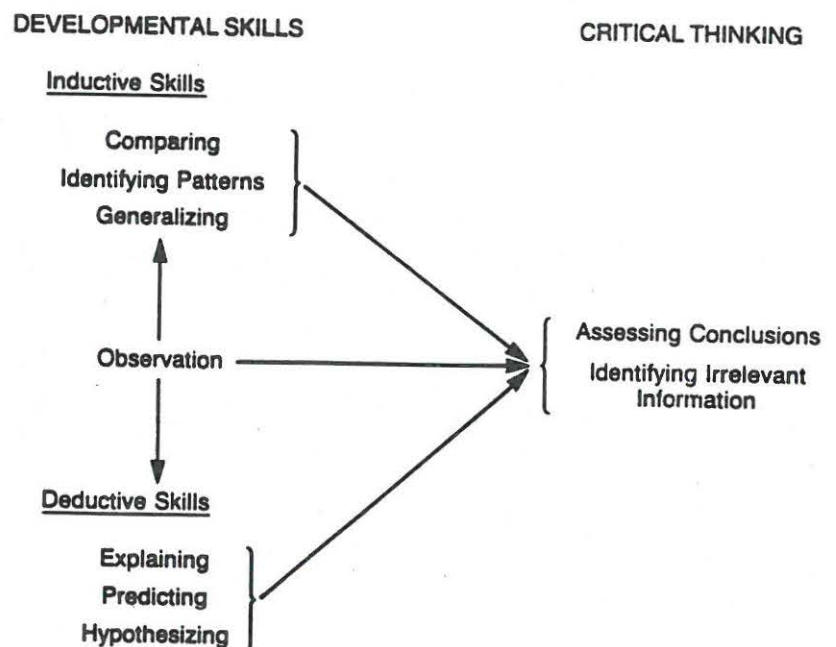 DEVELOPMENTAL SKILLS
CRITICAL THINKING
Inductive Skills
Comparing
Identifying Patterns
Generalizing
Observation
Assessing Conclusions
Identifying Irrelevant
Information
Deductive Skills
Explaining
Predicting
Hypothesizing